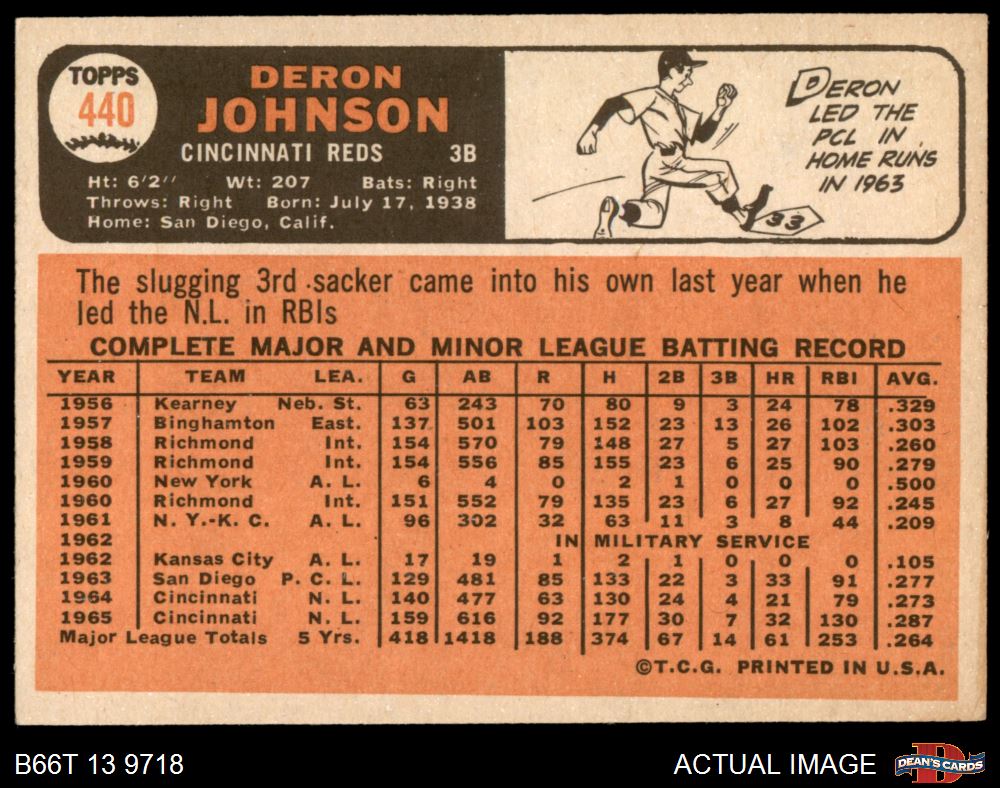 TOPPS
440
DERON
JOHNSON
CINCINNATI REDS 3B
Ht: 6'2'' Wt: 207 Bats: Right
Throws: Right Born: July 17, 1938
Home: San Diego, Calif.
DERON
LED THE
PCL IN
HOME RUNS
IN 1963
33
The slugging 3rd sacker came into his own last year when he
led the N.L. in RBIs
COMPLETE MAJOR AND MINOR LEAGUE BATTING RECORD
YEAR TEAM LEA. G AB R H 2B 3B HR RBI AVG.
1956 Kearney Neb. St. 63 243 70 80 9 3 24 78 .329
1957 Binghamton East. 137 501 103 152 23 13 26 102 .303
1958 Richmond Int. 154 570 79 148 27 5 27 103 .260
1959 Richmond Int. 154 556 85 155 23 6 25 90 .279
1960 New York A. L. 6 4 0 2 1 0 0 0 .500
1960 Richmond Int. 151 552 79 135 23 6 27 92 .245
1961 N. Y.-K. C. A. L. 96 302 32 63 11 3 8 44 .209
1962 IN MILITARY SERVICE
1962 Kansas City A. L. 17 19 1 2 1 0 0 0 .105
1963 San Diego P. C. L. 129 481 85 133 22 3 33 91 .277
1964 Cincinnati N. L. 140 477 63 130 24 4 21 79 .273
1965 Cincinnati N. L. 159 616 92 177 30 7 32 130 .287
Major League Totals 5 Yrs. 418 1418 188 374 67 14 61 253 .264
©T.C.G. PRINTED IN U.S.A.
B66T 13 9718 ACTUAL IMAGE
DEAN'S CARDS